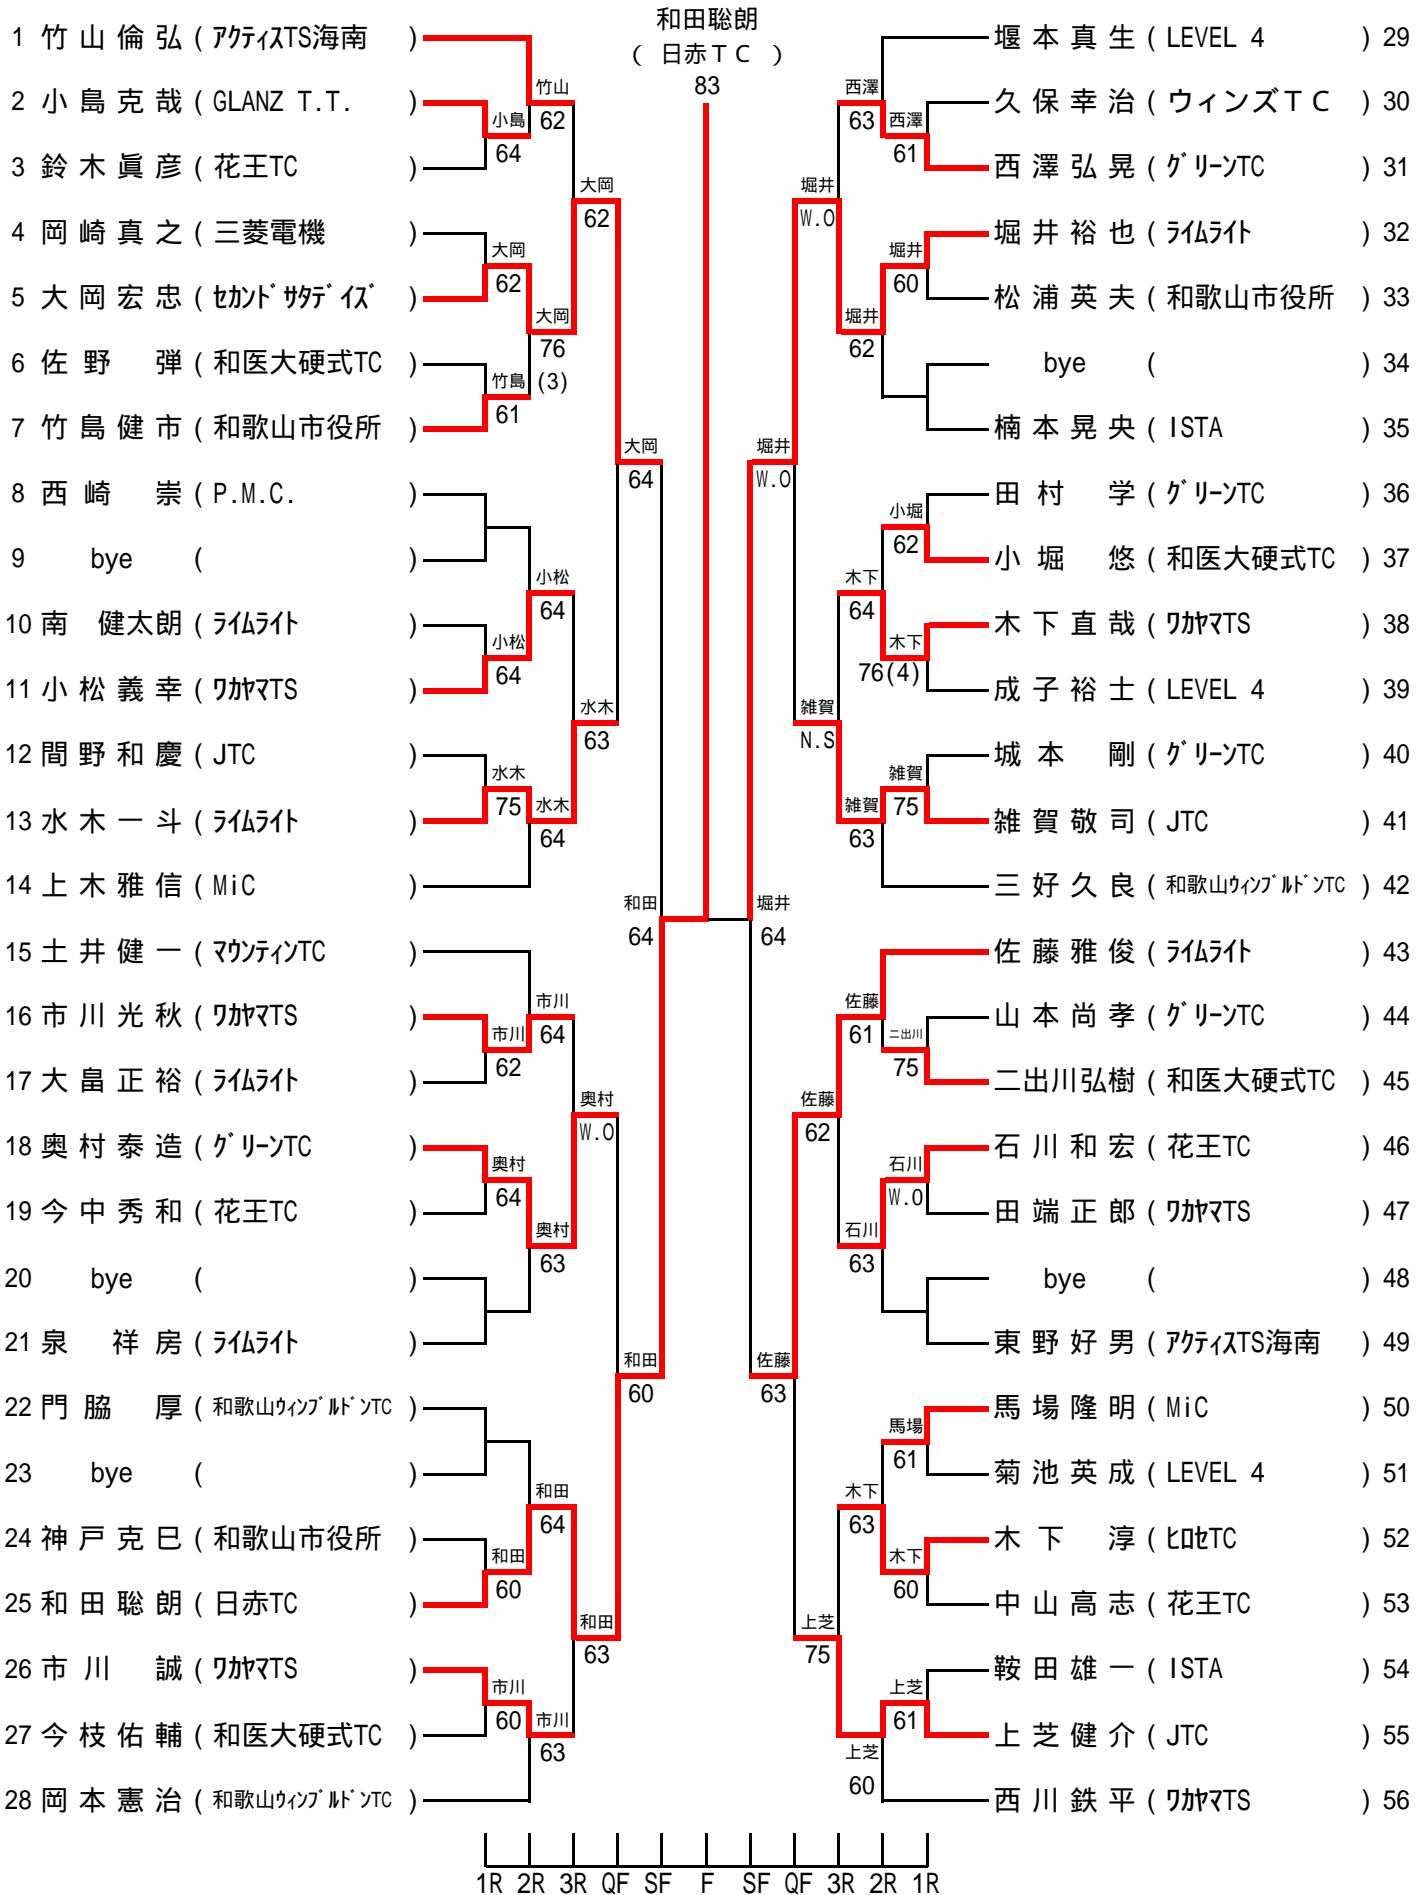 和田聡朗
( 日赤ＴＣ )
83
1 竹山倫弘 ( ｱｸﾃｨｽTS海南 )
2 小島克哉 ( GLANZ T.T. )
3 鈴木眞彦 ( 花王TC )
4 岡崎真之 ( 三菱電機 )
5 大岡宏忠 ( ｾｶﾝﾄﾞｻﾀﾃﾞｲｽﾞ )
6 佐野 弾 ( 和医大硬式TC )
7 竹島健市 ( 和歌山市役所 )
8 西崎 崇 ( P.M.C. )
9 bye ( )
10 南 健太朗 ( ﾗｲﾑﾗｲﾄ )
11 小松義幸 ( ﾜｶﾔﾏTS )
12 間野和慶 ( JTC )
13 水木一斗 ( ﾗｲﾑﾗｲﾄ )
14 上木雅信 ( MiC )
15 土井健一 ( ﾏｳﾝﾃｨﾝTC )
16 市川光秋 ( ﾜｶﾔﾏTS )
17 大畠正裕 ( ﾗｲﾑﾗｲﾄ )
18 奥村泰造 ( ｸﾞﾘｰﾝTC )
19 今中秀和 ( 花王TC )
20 bye ( )
21 泉 祥房 ( ﾗｲﾑﾗｲﾄ )
22 門脇 厚 ( 和歌山ｳｨﾝﾌﾞﾙﾄﾞﾝTC )
23 bye ( )
24 神戸克巳 ( 和歌山市役所 )
25 和田聡朗 ( 日赤TC )
26 市川 誠 ( ﾜｶﾔﾏTS )
27 今枝佑輔 ( 和医大硬式TC )
28 岡本憲治 ( 和歌山ｳｨﾝﾌﾞﾙﾄﾞﾝTC )
小島
64
大岡
62
竹島
61
小松
64
水木
75
市川
62
奥村
64
和田
60
市川
60
竹山
62
大岡
76
(3)
小松
64
水木
64
市川
64
奥村
63
和田
64
市川
63
大岡
62
水木
63
奥村
W.O
和田
63
大岡
64
和田
60
和田
64
堀井
64
堀井
W.O
佐藤
63
堀井
W.O
雑賀
N.S
佐藤
62
上芝
75
西澤
63
堀井
62
木下
64
雑賀
63
佐藤
61
石川
63
木下
63
上芝
60
西澤
61
堀井
60
小堀
62
木下
76(4)
雑賀
75
二出川
75
石川
W.O
馬場
61
木下
60
上芝
61
堰本真生 ( LEVEL 4 ) 29
久保幸治 ( ウィンズＴＣ ) 30
西澤弘晃 ( ｸﾞﾘｰﾝTC ) 31
堀井裕也 ( ﾗｲﾑﾗｲﾄ ) 32
松浦英夫 ( 和歌山市役所 ) 33
bye ( ) 34
楠本晃央 ( ISTA ) 35
田村 学 ( ｸﾞﾘｰﾝTC ) 36
小堀 悠 ( 和医大硬式TC ) 37
木下直哉 ( ﾜｶﾔﾏTS ) 38
成子裕士 ( LEVEL 4 ) 39
城本 剛 ( ｸﾞﾘｰﾝTC ) 40
雑賀敬司 ( JTC ) 41
三好久良 ( 和歌山ｳｨﾝﾌﾞﾙﾄﾞﾝTC ) 42
佐藤雅俊 ( ﾗｲﾑﾗｲﾄ ) 43
山本尚孝 ( ｸﾞﾘｰﾝTC ) 44
二出川弘樹 ( 和医大硬式TC ) 45
石川和宏 ( 花王TC ) 46
田端正郎 ( ﾜｶﾔﾏTS ) 47
bye ( ) 48
東野好男 ( ｱｸﾃｨｽTS海南 ) 49
馬場隆明 ( MiC ) 50
菊池英成 ( LEVEL 4 ) 51
木下 淳 ( ﾋﾛｾTC ) 52
中山高志 ( 花王TC ) 53
鞍田雄一 ( ISTA ) 54
上芝健介 ( JTC ) 55
西川鉄平 ( ﾜｶﾔﾏTS ) 56
1R 2R 3R QF SF F SF QF 3R 2R 1R